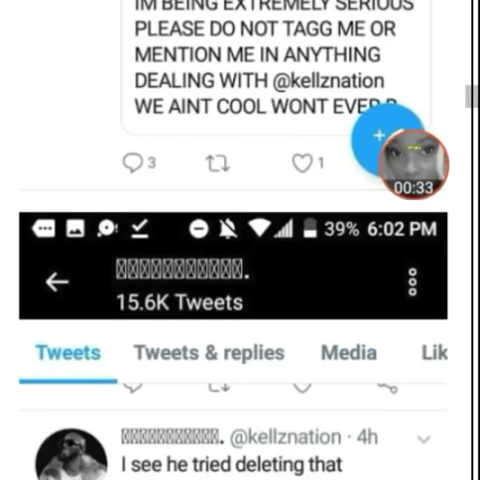 IM BEING EXTREMELY SERIOUS
PLEASE DO NOT TAGG ME OR
MENTION ME IN ANYTHING
DEALING WITH @kellznation
WE AINT COOL WONT EVER
3
1
00:33
39% 6:02 PM
15.6K Tweets
Tweets Tweets & replies Media Lik
@kellznation · 4h
I see he tried deleting that